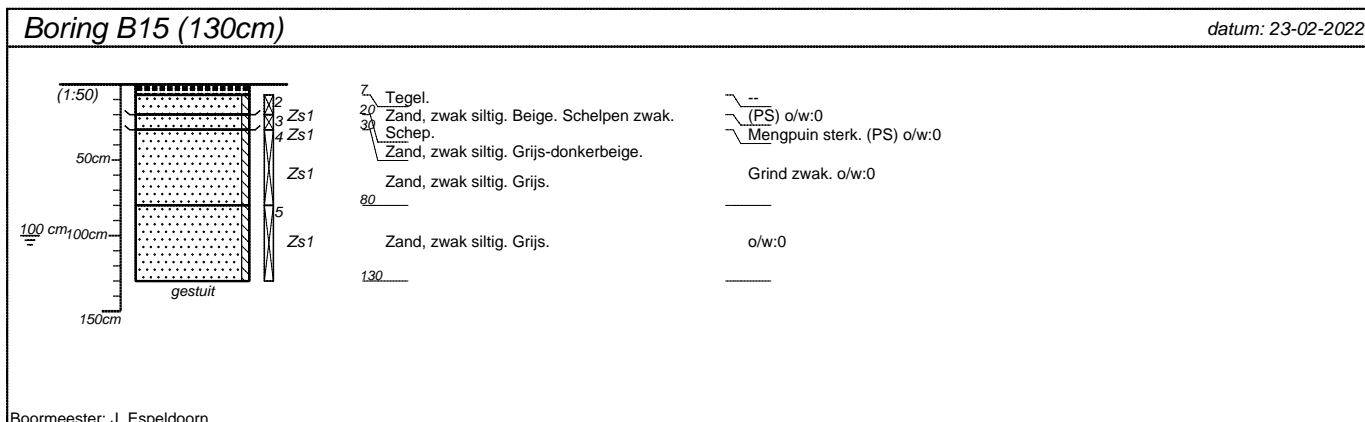 Boring B15 (130cm)
datum: 23-02-2022
(1:50)
50cm
100 cm
100cm
150cm
gestuit
2
3
4
5
Zs1
Zs1
Zs1
Zs1
7
Tegel.
--
20
Zand, zwak siltig. Beige. Schelpen zwak.
(PS) o/w:0
30
Schep.
Mengpuin sterk. (PS) o/w:0
Zand, zwak siltig. Grijs-donkerbeige.
Zand, zwak siltig. Grijs.
Grind zwak. o/w:0
80
Zand, zwak siltig. Grijs.
o/w:0
130
Boormeester: J. Espeldoorn